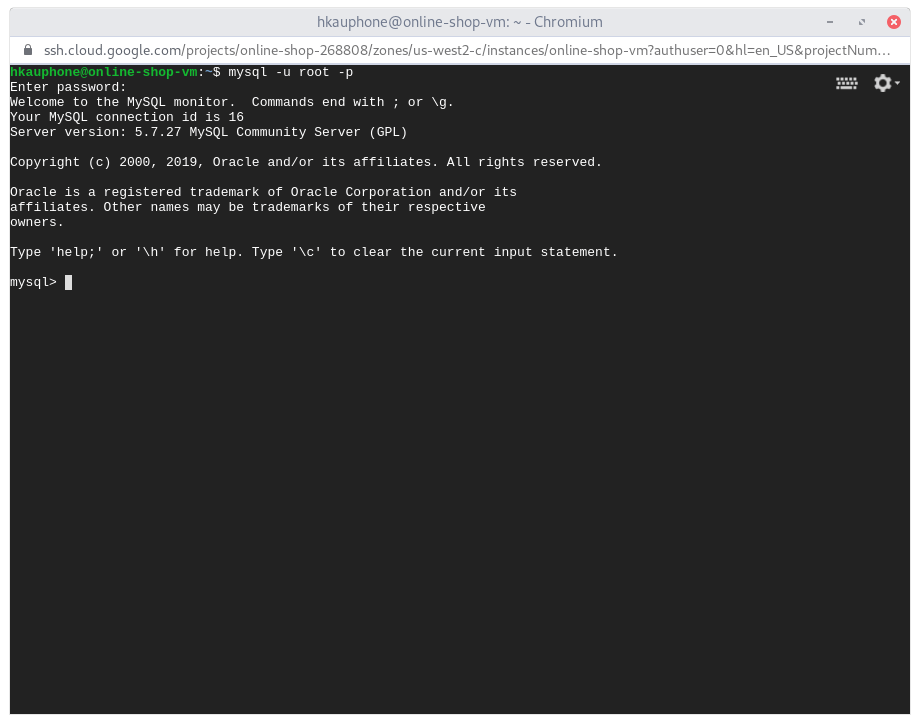 hkauphone@online-shop-vm: ~ - Chromium
ssh.cloud.google.com/projects/online-shop-268808/zones/us-west2-c/instances/online-shop-vm?authuser=0&hl=en_US&projectNum...
hkauphone@online-shop-vm:~$ mysql -u root -p
Enter password:
Welcome to the MySQL monitor.  Commands end with ; or \g.
Your MySQL connection id is 16
Server version: 5.7.27 MySQL Community Server (GPL)
Copyright (c) 2000, 2019, Oracle and/or its affiliates. All rights reserved.
Oracle is a registered trademark of Oracle Corporation and/or its
affiliates. Other names may be trademarks of their respective
owners.
Type 'help;' or '\h' for help. Type '\c' to clear the current input statement.
mysql>